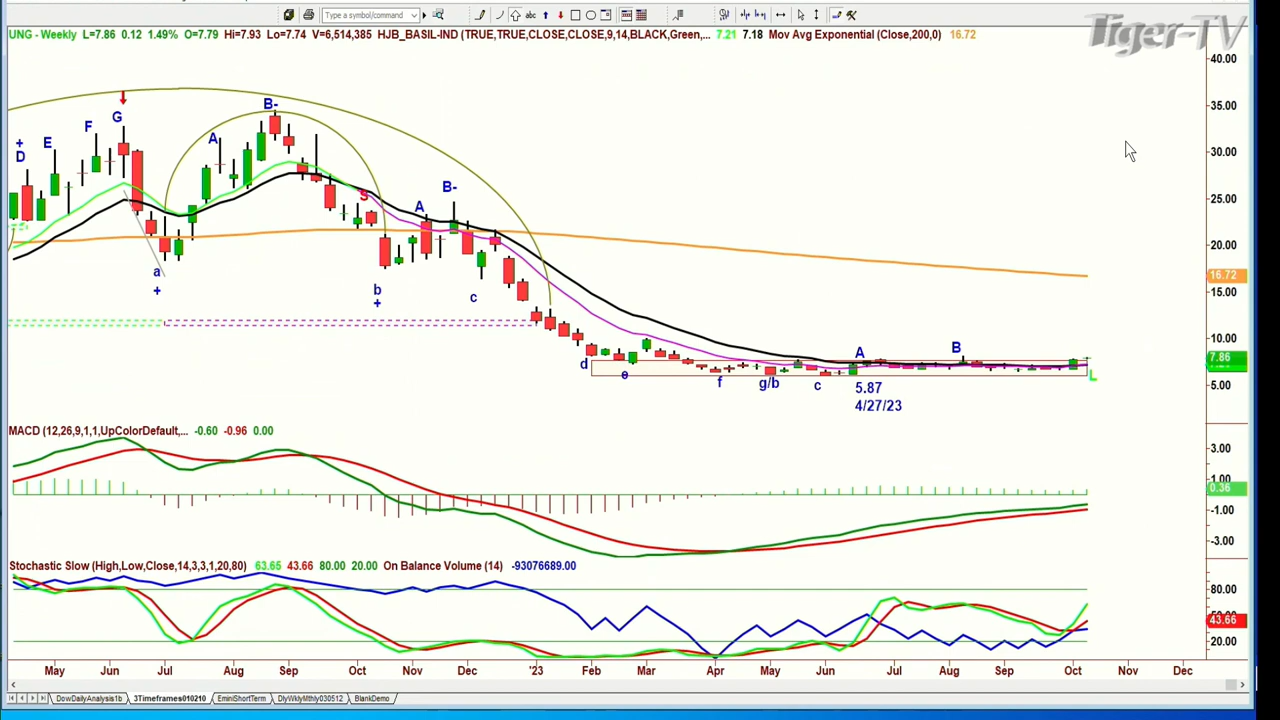 Type a symbol/command
abc
Tiger-TV
UNG - Weekly L=7.86 0.12 1.49% O=7.79 Hi=7.93 Lo=7.74 V=6,514,385 HJB_BASIL-IND (TRUE,TRUE,CLOSE,CLOSE,9,14,BLACK,Green,... 7.21 7.18 Mov Avg Exponential (Close,200,0) 16.72
40.00
35.00
30.00
25.00
20.00
16.72
15.00
10.00
7.86
5.00
+
D
E
F
G
A
B-
S
A
B-
a
+
b
+
c
d
e
f
g/b
c
A
B
5.87
4/27/23
L
MACD (12,26,9,1,1,UpColorDefault,... -0.60 -0.96 0.00
3.00
1.00
0.36
-1.00
-3.00
Stochastic Slow (High,Low,Close,14,3,3,1,20,80) 63.65 43.66 80.00 20.00 On Balance Volume (14) -93076689.00
80.00
43.66
20.00
May Jun Jul Aug Sep Oct Nov Dec '23 Feb Mar Apr May Jun Jul Aug Sep Oct Nov Dec
DowDailyAnalysis1b 3Timeframes010210 EminiShortTerm DlyWklyMthly030512 BlankDemo